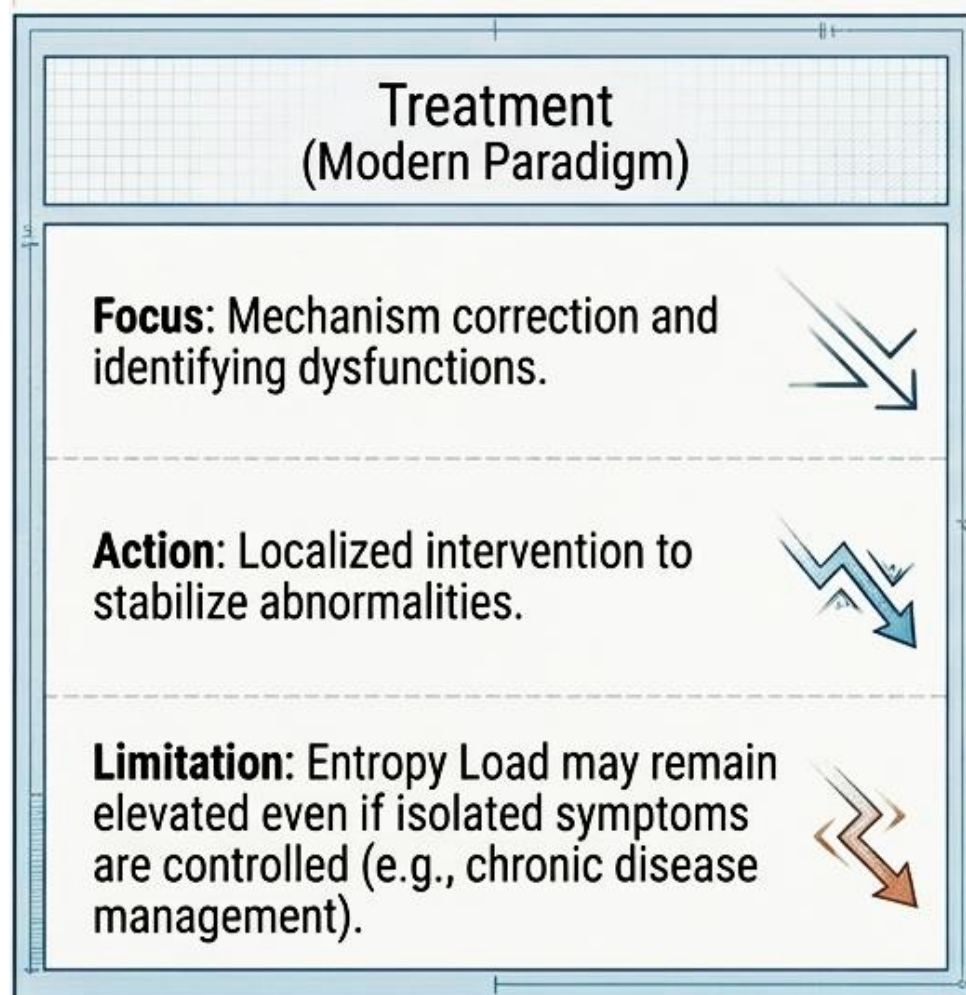 Treatment
(Modern Paradigm)
Focus: Mechanism correction and
identifying dysfunctions.
Action: Localized intervention to
stabilize abnormalities.
Limitation: Entropy Load may remain
elevated even if isolated symptoms
are controlled (e.g., chronic disease
management).